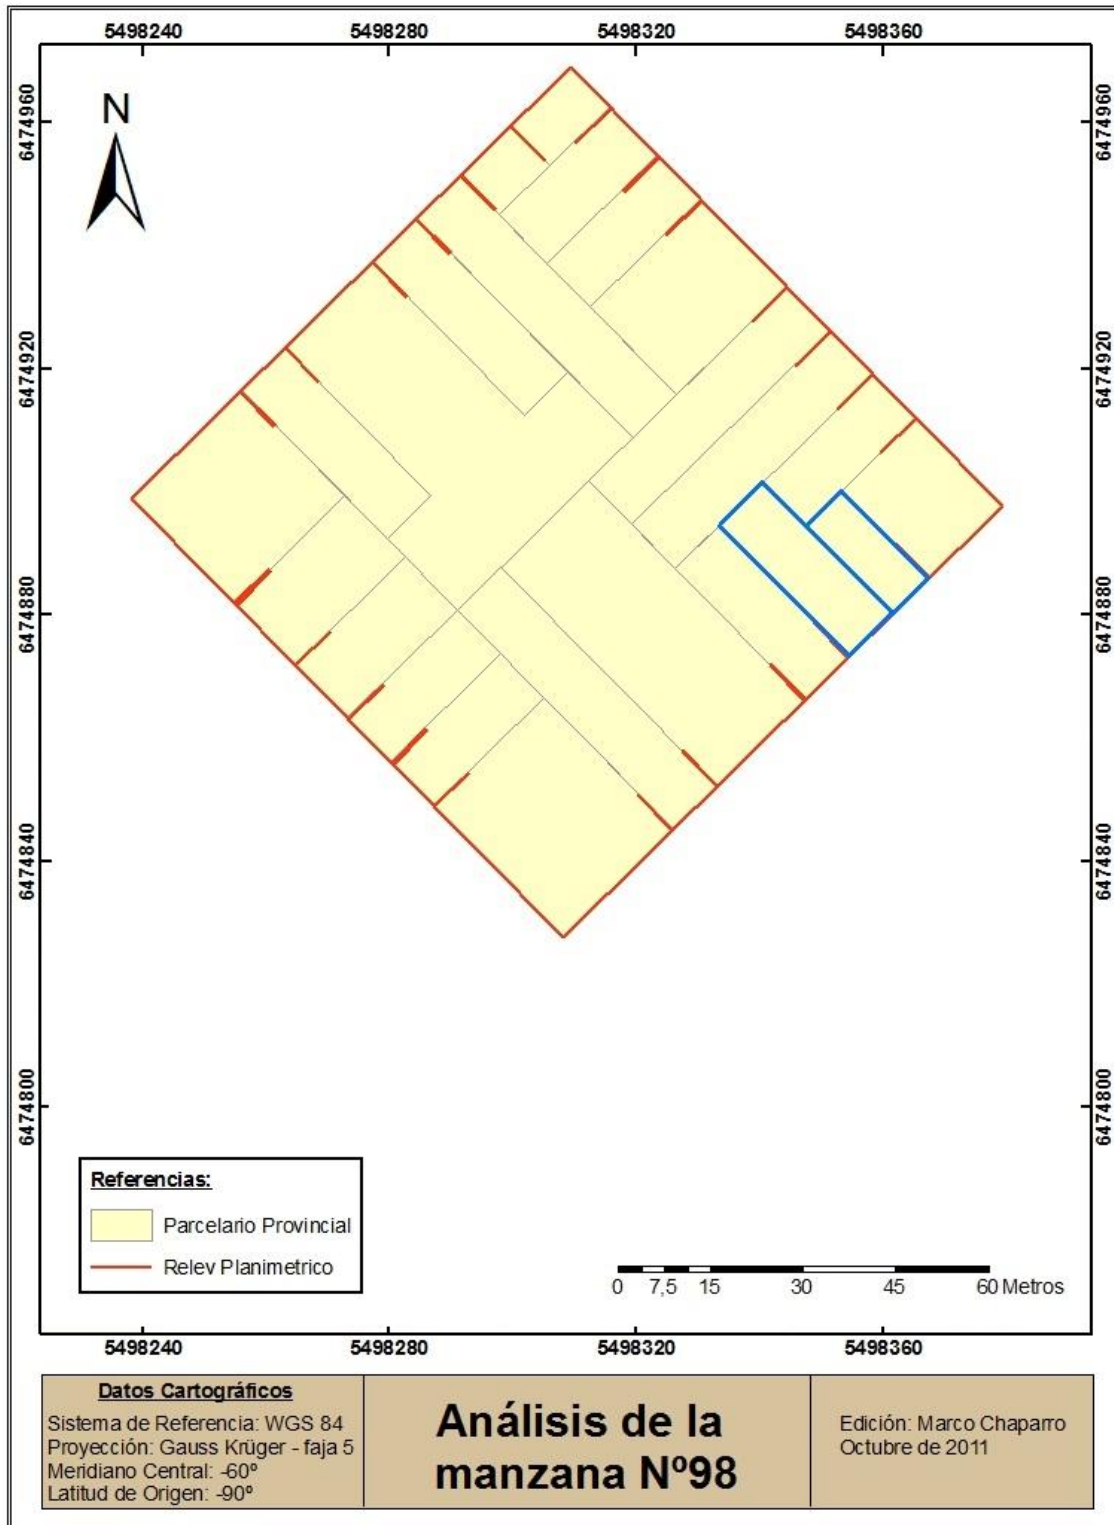 5498240 5498280 5498320 5498360
N
6474960 6474960
6474920 6474920
6474880 6474880
6474840 6474840
6474800 6474800
Referencias:
Parcelario Provincial
Relev Planimetrico
0 7,5 15 30 45 60 Metros
5498240 5498280 5498320 5498360
Datos Cartográficos
Sistema de Referencia: WGS 84
Proyección: Gauss Krüger - faja 5
Meridiano Central: -60º
Latitud de Origen: -90º
Análisis de la
manzana Nº98
Edición: Marco Chaparro
Octubre de 2011